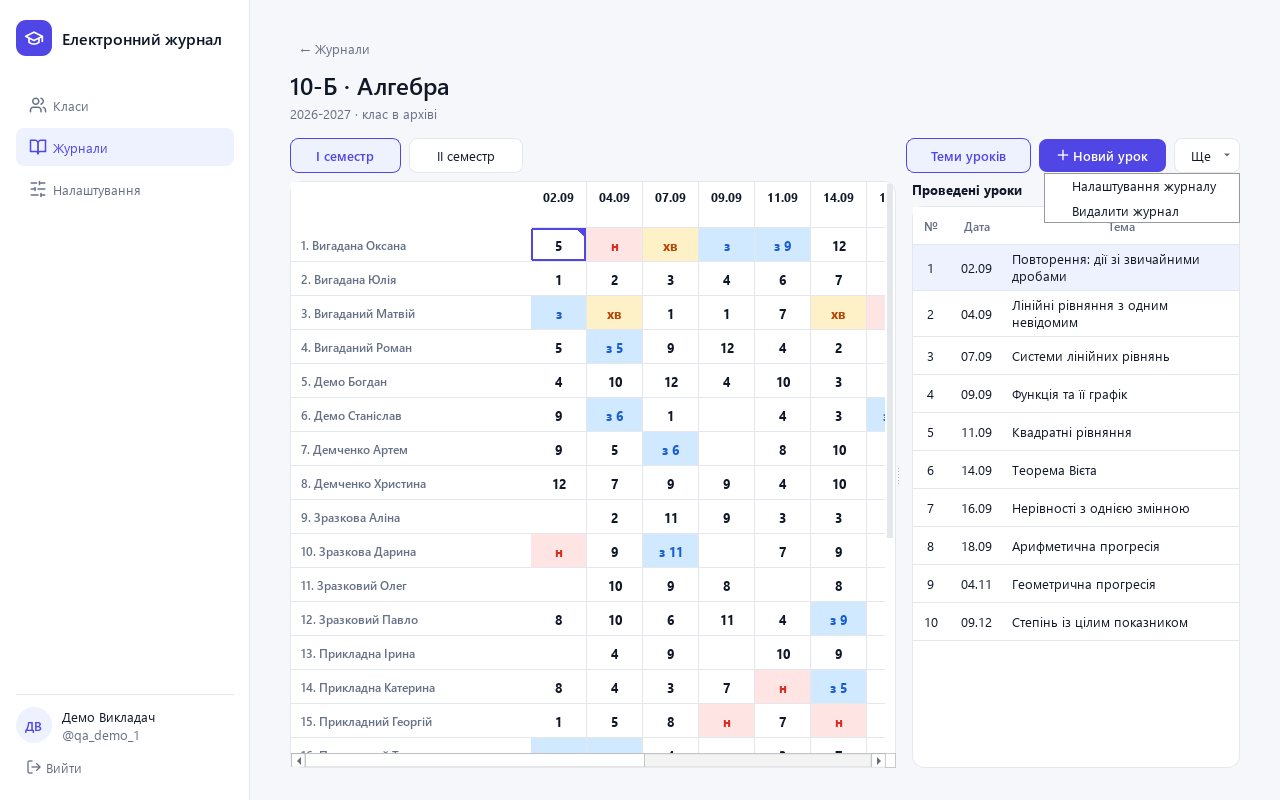 Електронний журнал
Класи
Журнали
Налаштування
ДВ
Демо Викладач
@qa_demo_1
Вийти
← Журнали
10-Б · Алгебра
2026-2027 · клас в архіві
І семестр
ІІ семестр
Теми уроків
+ Новий урок
Ще
Налаштування журналу
Видалити журнал
02.09 04.09 07.09 09.09 11.09 14.09
1. Вигадана Оксана 5 н хв з з 9 12
2. Вигадана Юлія 1 2 3 4 6 7
3. Вигаданий Матвій з хв 1 1 7 хв
4. Вигаданий Роман 5 з 5 9 12 4 2
5. Демо Богдан 4 10 12 4 10 3
6. Демо Станіслав 9 з 6 1 4 3
7. Демченко Артем 9 5 з 6 8 10
8. Демченко Христина 12 7 9 9 4 10
9. Зразкова Аліна 2 11 9 3 3
10. Зразкова Дарина н 9 з 11 7 9
11. Зразковий Олег 10 9 8 8
12. Зразковий Павло 8 10 6 11 4 з 9
13. Прикладна Ірина 4 9 10 9
14. Прикладна Катерина 8 4 3 7 н з 5
15. Прикладний Георгій 1 5 8 н 7 н
Проведені уроки
№ Дата Тема
1 02.09 Повторення: дії зі звичайними
дробами
2 04.09 Лінійні рівняння з одним
невідомим
3 07.09 Системи лінійних рівнянь
4 09.09 Функція та її графік
5 11.09 Квадратні рівняння
6 14.09 Теорема Вієта
7 16.09 Нерівності з однією змінною
8 18.09 Арифметична прогресія
9 04.11 Геометрична прогресія
10 09.12 Степінь із цілим показником